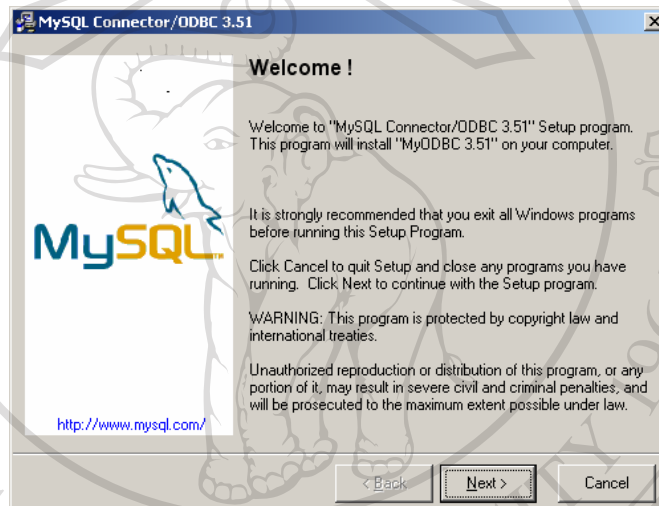 MySQL Connector/ODBC 3.51
Welcome !
Welcome to "MySQL Connector/ODBC 3.51" Setup program.
This program will install "MyODBC 3.51" on your computer.
It is strongly recommended that you exit all Windows programs
before running this Setup Program.
Click Cancel to quit Setup and close any programs you have
running. Click Next to continue with the Setup program.
WARNING: This program is protected by copyright law and
international treaties.
Unauthorized reproduction or distribution of this program, or any
portion of it, may result in severe civil and criminal penalties, and
will be prosecuted to the maximum extent possible under law.
MySQL
http://www.mysql.com/
< Back
Next >
Cancel